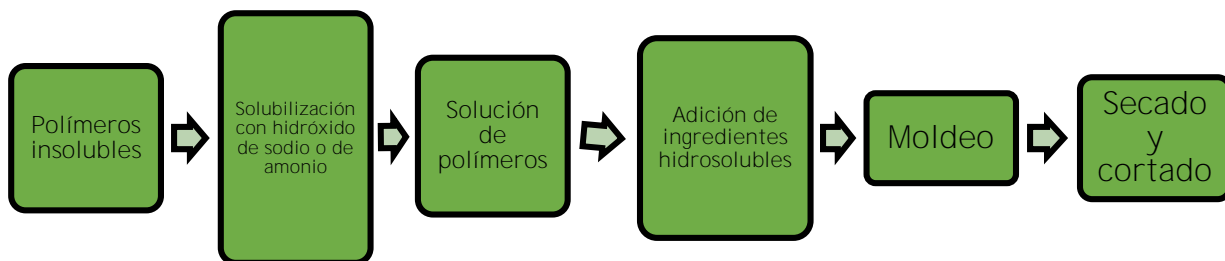 Polímeros
insolubles
Solubilización
con hidróxido
de sodio o de
amonio
Solución
de
polímeros
Adición de
ingredientes
hidrosolubles
Moldeo
Secado
y
cortado